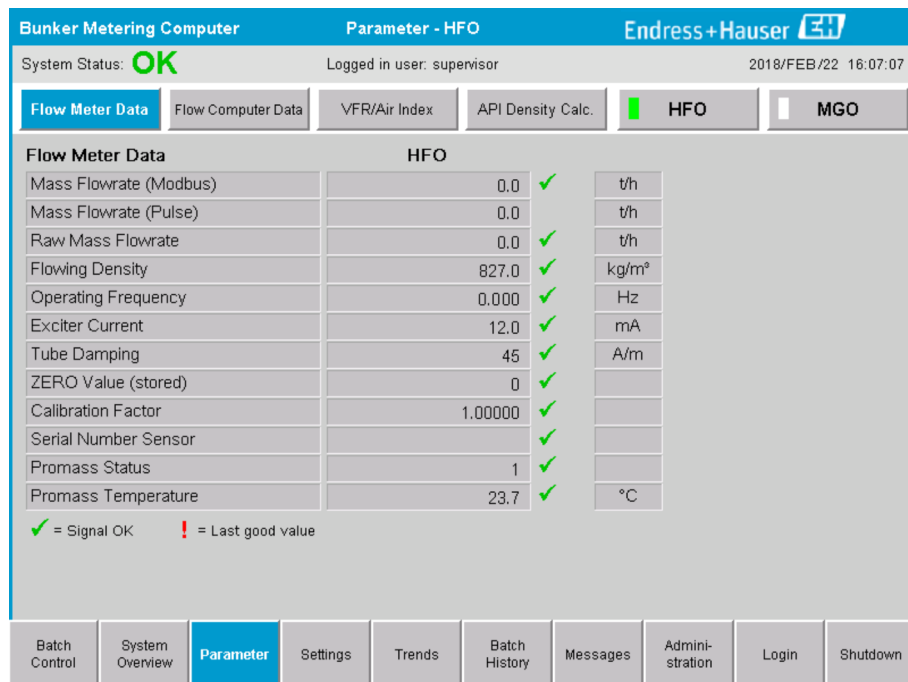 Bunker Metering Computer Parameter - HFO Endress+Hauser EH
System Status: OK Logged in user: supervisor 2018/FEB/22 16:07:07
Flow Meter Data Flow Computer Data VFR/Air Index API Density Calc. HFO MGO
Flow Meter Data HFO
Mass Flowrate (Modbus) 0.0 ✓ t/h
Mass Flowrate (Pulse) 0.0 t/h
Raw Mass Flowrate 0.0 ✓ t/h
Flowing Density 827.0 ✓ kg/m³
Operating Frequency 0.000 ✓ Hz
Exciter Current 12.0 ✓ mA
Tube Damping 45 ✓ A/m
ZERO Value (stored) 0 ✓
Calibration Factor 1.00000 ✓
Serial Number Sensor ✓
Promass Status 1 ✓
Promass Temperature 23.7 ✓ °C
✓ = Signal OK ! = Last good value
Batch Control System Overview Parameter Settings Trends Batch History Messages Admini-stration Login Shutdown